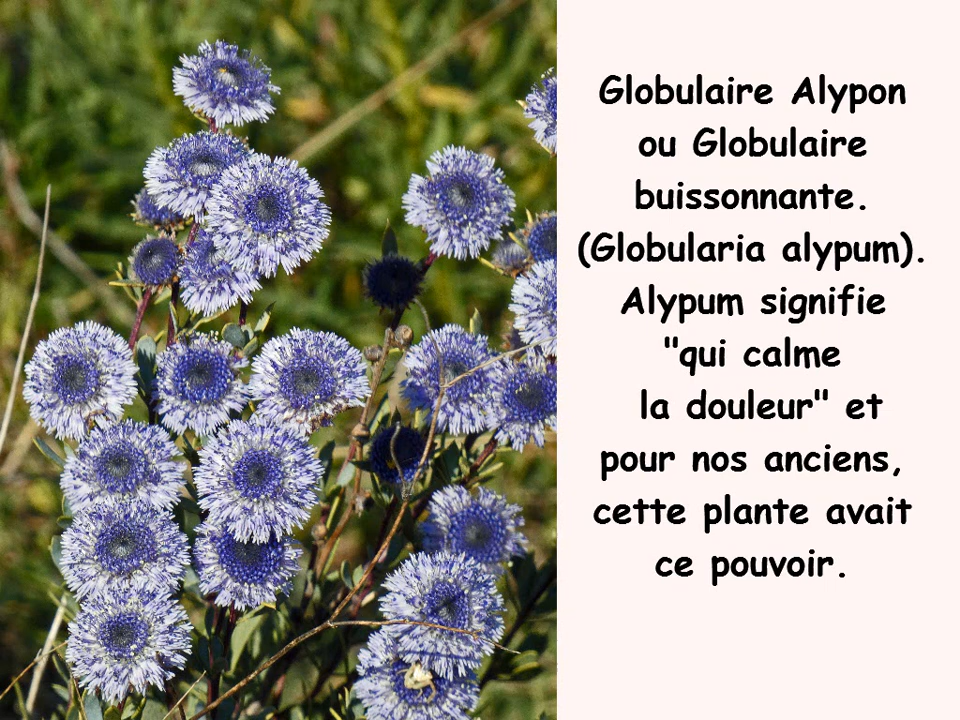 Globulaire Alypon
ou Globulaire
buissonnante.
(Globularia alypum).
Alypum signifie
"qui calme
la douleur" et
pour nos anciens,
cette plante avait
ce pouvoir.